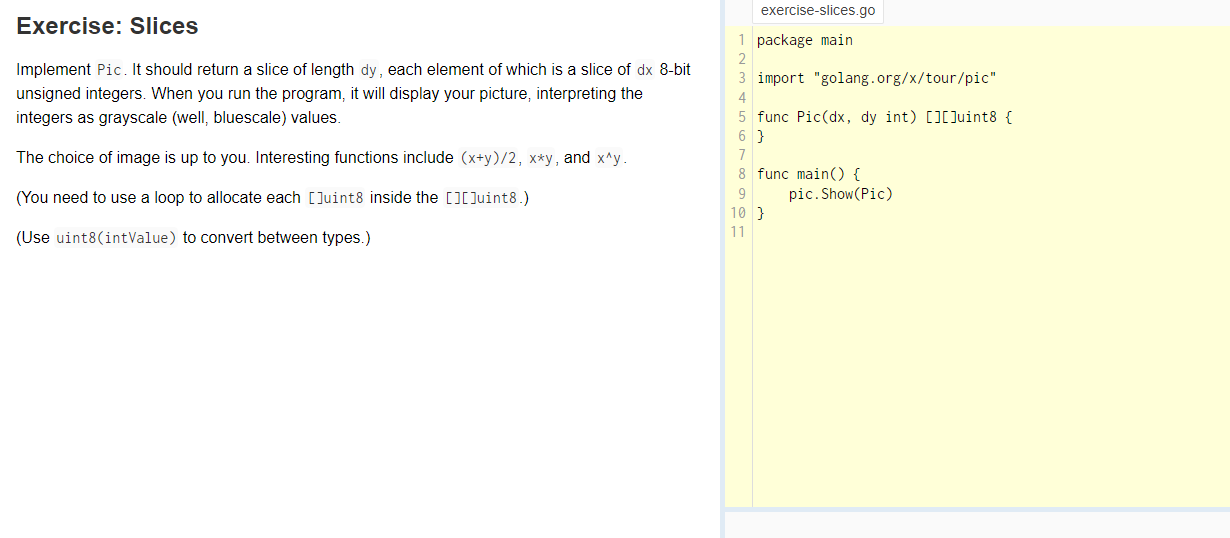 Exercise: Slices
Implement Pic. It should return a slice of length dy, each element of which is a slice of dx 8-bit
unsigned integers. When you run the program, it will display your picture, interpreting the
integers as grayscale (well, bluescale) values.
The choice of image is up to you. Interesting functions include (x+y)/2, x*y, and x^y.
(You need to use a loop to allocate each []uint8 inside the [][]uint8.)
(Use uint8(intValue) to convert between types.)
exercise-slices.go
1 package main
2
3 import "golang.org/x/tour/pic"
4
5 func Pic(dx, dy int) [][]uint8 {
6 }
7
8 func main() {
9     pic.Show(Pic)
10 }
11